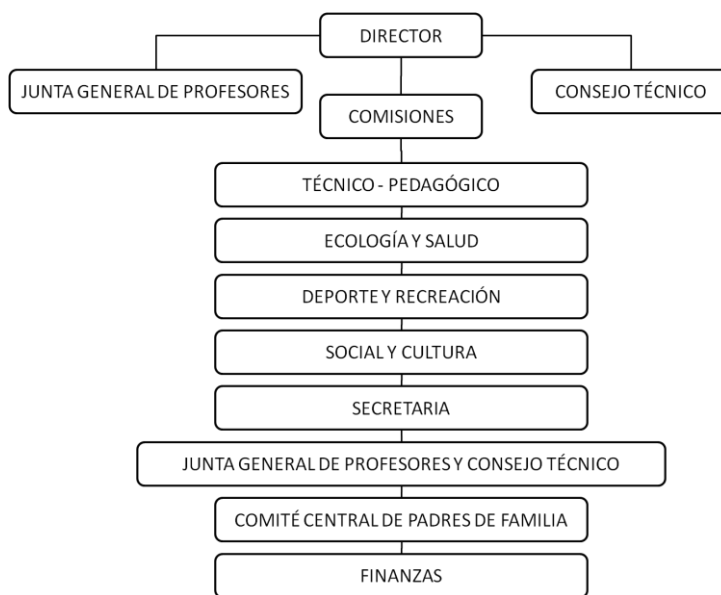 DIRECTOR
JUNTA GENERAL DE PROFESORES
CONSEJO TÉCNICO
COMISIONES
TÉCNICO - PEDAGÓGICO
ECOLOGÍA Y SALUD
DEPORTE Y RECREACIÓN
SOCIAL Y CULTURA
SECRETARIA
JUNTA GENERAL DE PROFESORES Y CONSEJO TÉCNICO
COMITÉ CENTRAL DE PADRES DE FAMILIA
FINANZAS